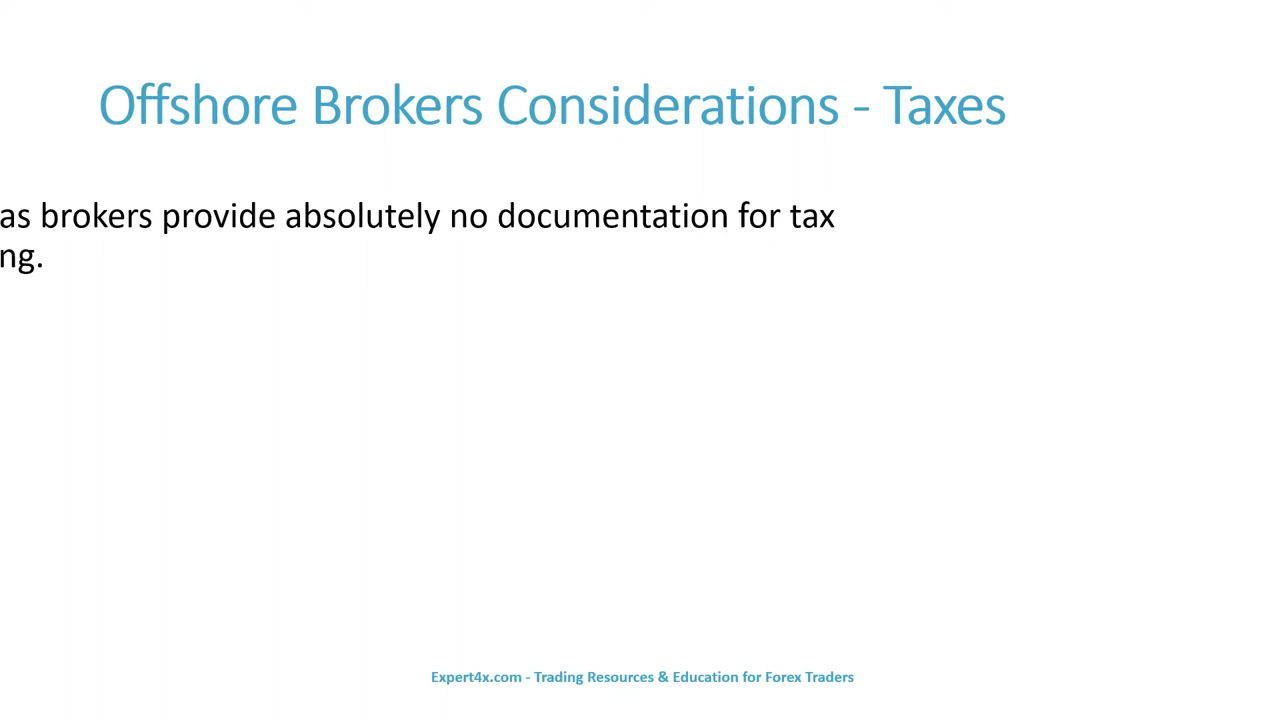 Offshore Brokers Considerations - Taxes
as brokers provide absolutely no documentation for tax
ng.
Expert4x.com - Trading Resources & Education for Forex Traders